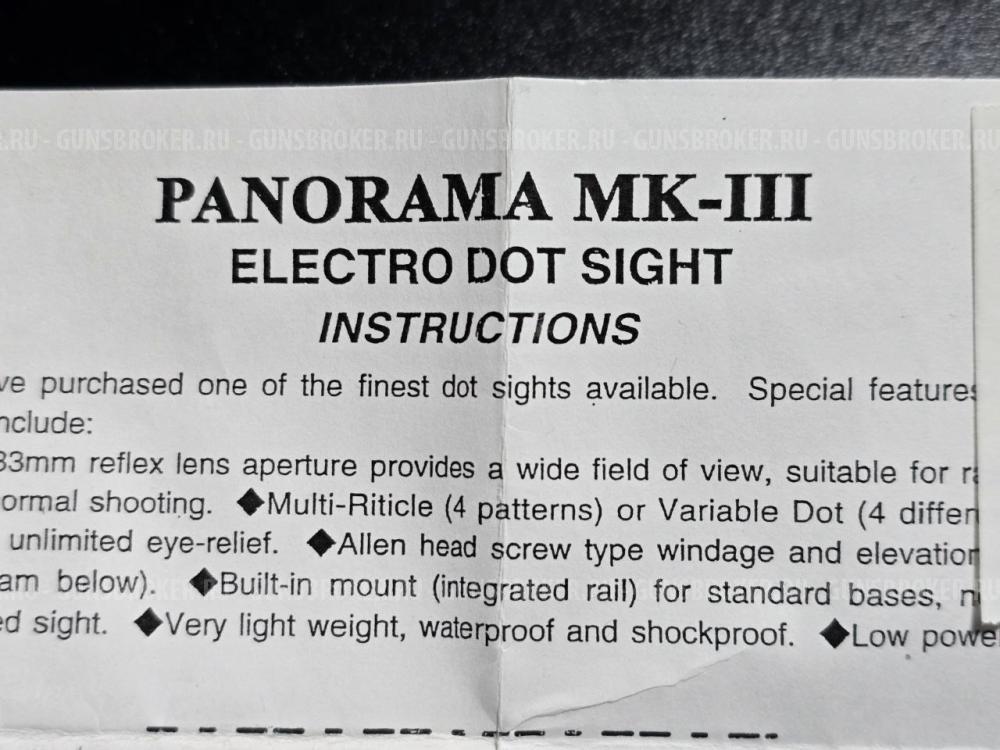 .RU - GUNSBROKER.RU - GUNSBROKER.RU - GUNSBROKER.RU - GUNSBROKER.RU - GUNSBROKER.RU
PANORAMA MK-III
ELECTRO DOT SIGHT
INSTRUCTIONS
purchased one of the finest dot sights available. Special features
nclude:
33mm reflex lens aperture provides a wide field of view, suitable for
ormal shooting. ◆Multi-Riticle (4 patterns) or Variable Dot (4 differ
unlimited eye-relief. ◆Allen head screw type windage and elevation
am below). ◆Built-in mount (integrated rail) for standard bases,
ed sight. ◆Very light weight, waterproof and shockproof. ◆Low power